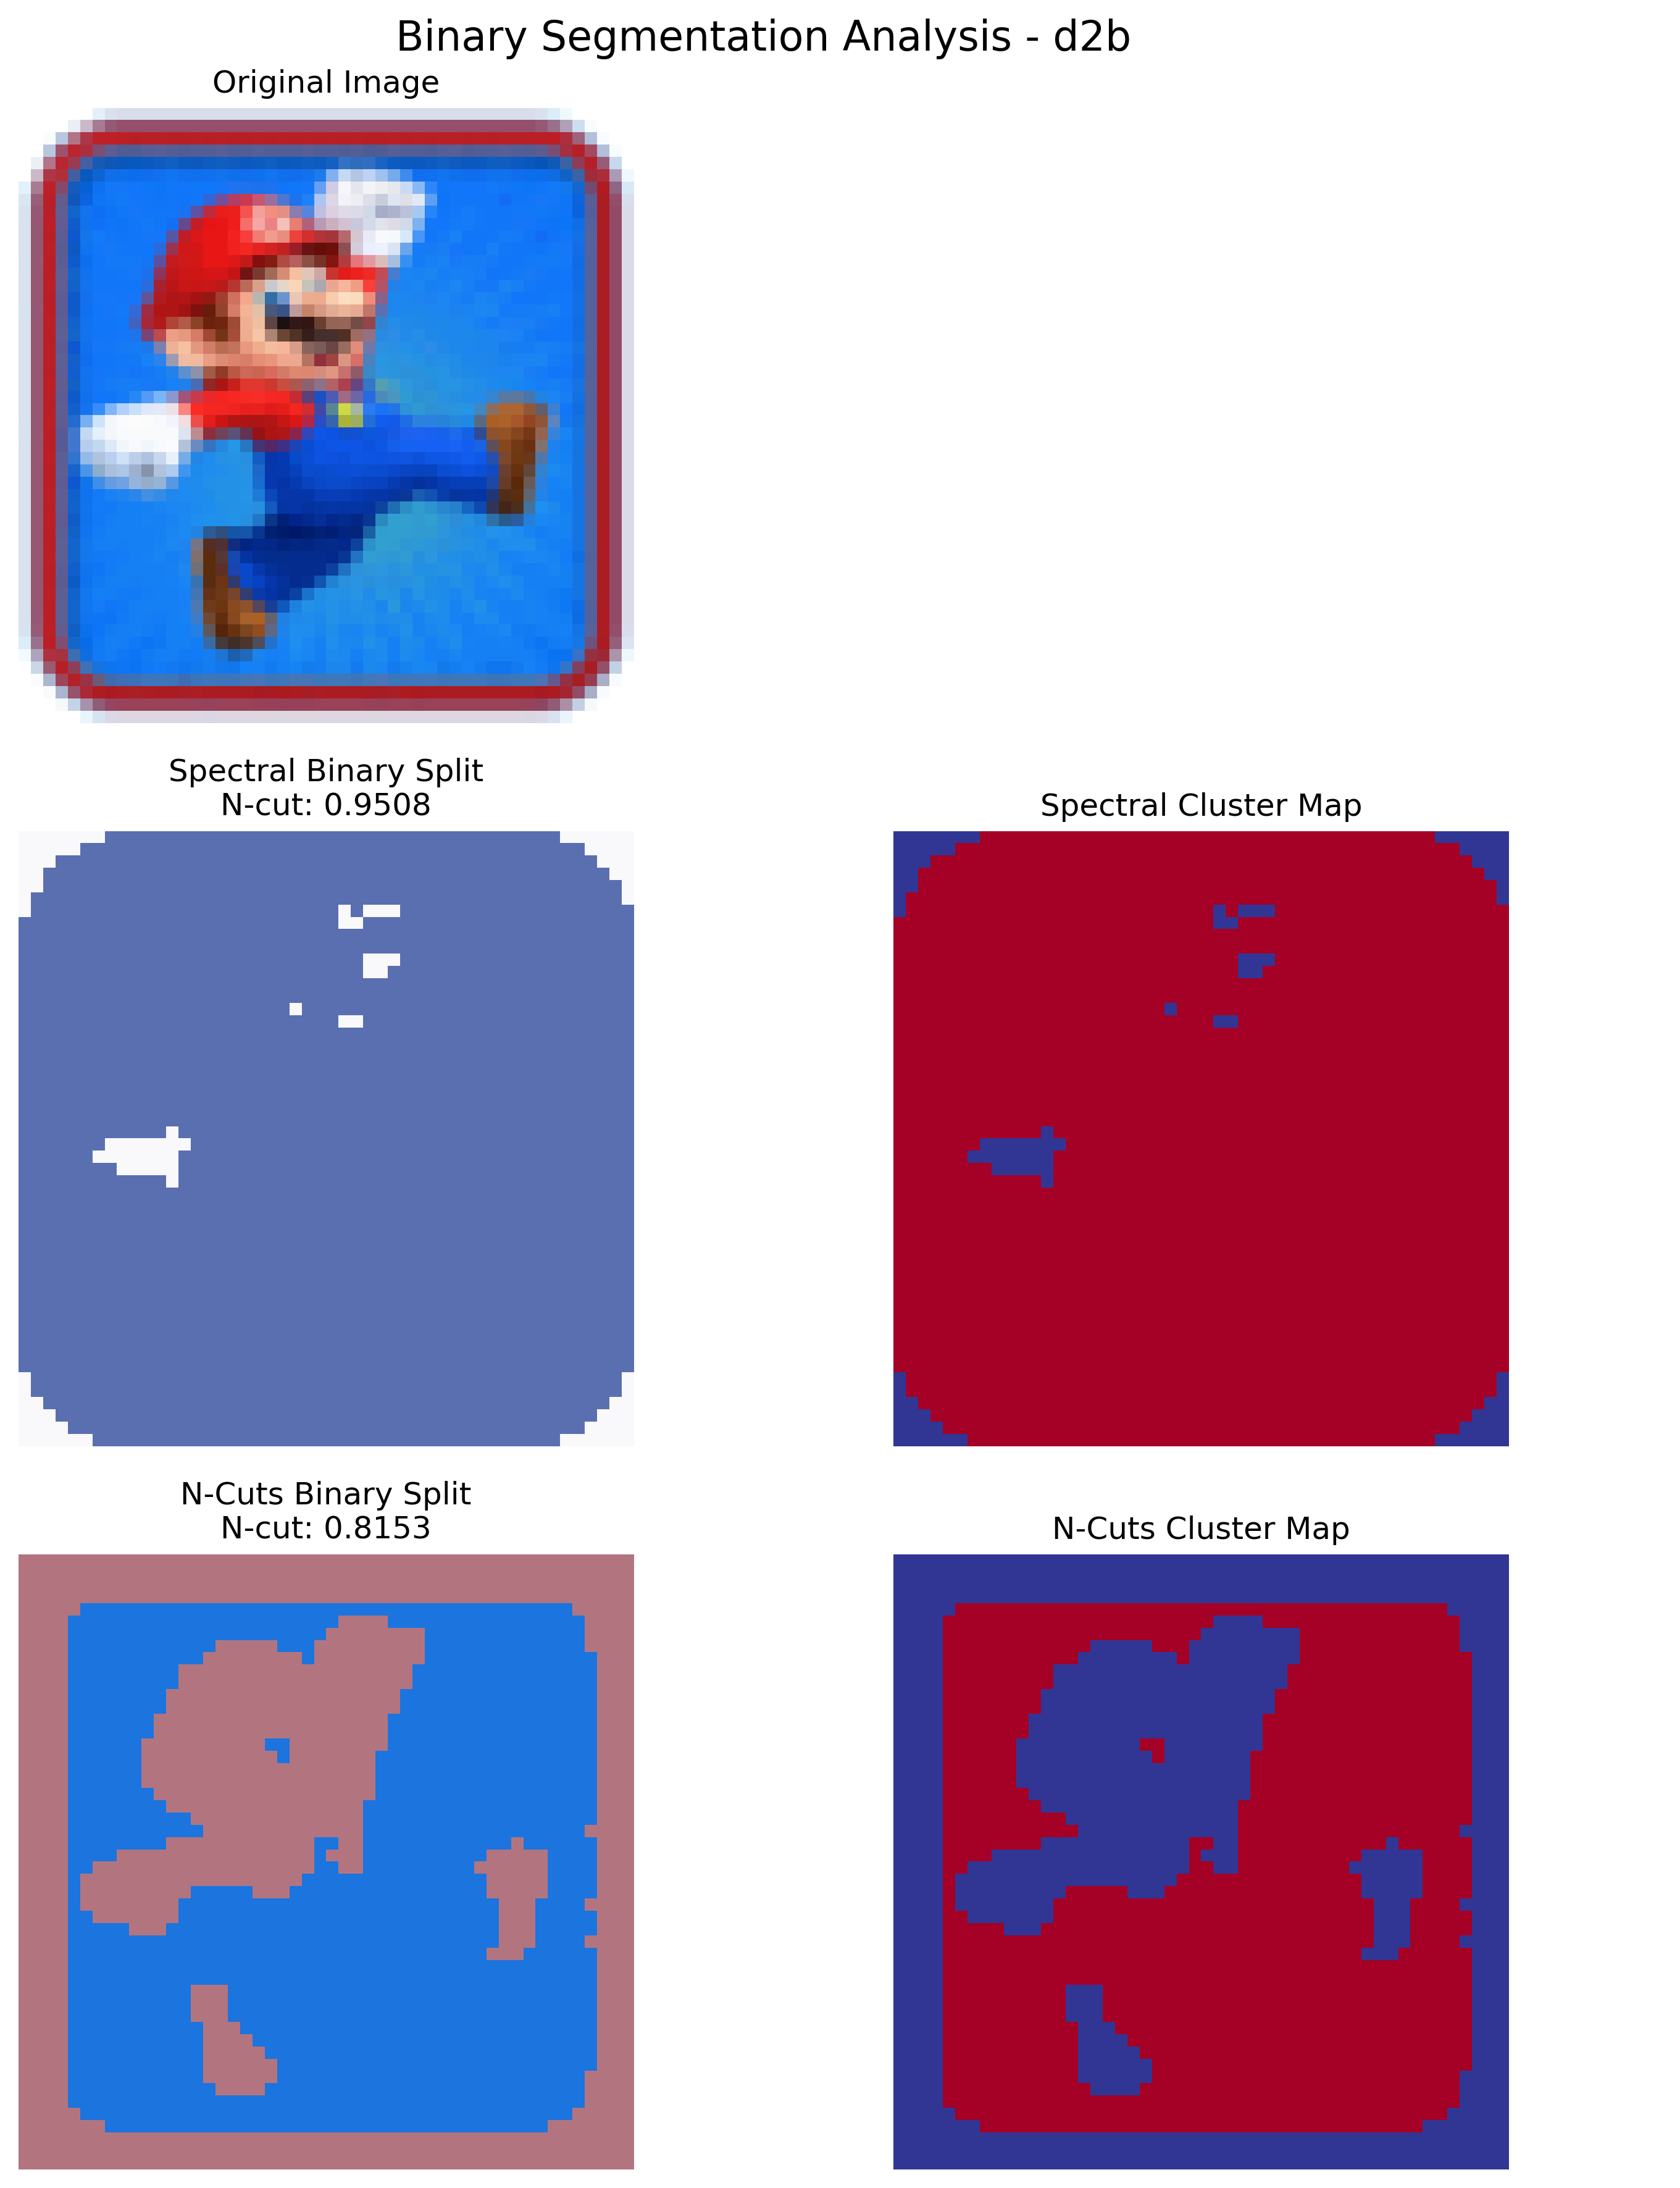 Binary Segmentation Analysis - d2b
Original Image
Spectral Binary Split
N-cut: 0.9508
Spectral Cluster Map
N-Cuts Binary Split
N-cut: 0.8153
N-Cuts Cluster Map